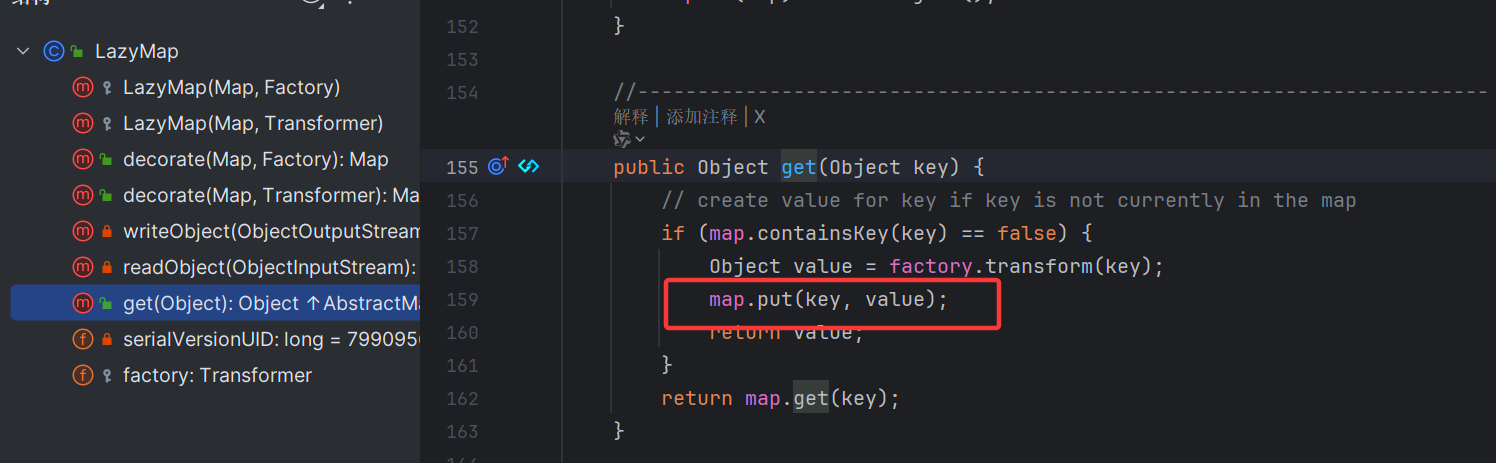 LazyMap
LazyMap(Map, Factory)
LazyMap(Map, Transformer)
decorate(Map, Factory): Map
decorate(Map, Transformer): Ma
writeObject(ObjectOutputStream
readObject(ObjectInputStream):
get(Object): Object ↑AbstractMa
serialVersionUID: long = 7990956
factory: Transformer
152 }
153
154 //----------------------------------------------------------------------
解释 | 添加注释 | X
155 public Object get(Object key) {
156 // create value for key if key is not currently in the map
157 if (map.containsKey(key) == false) {
158 Object value = factory.transform(key);
159 map.put(key, value);
160 return value;
161 }
162 return map.get(key);
163 }